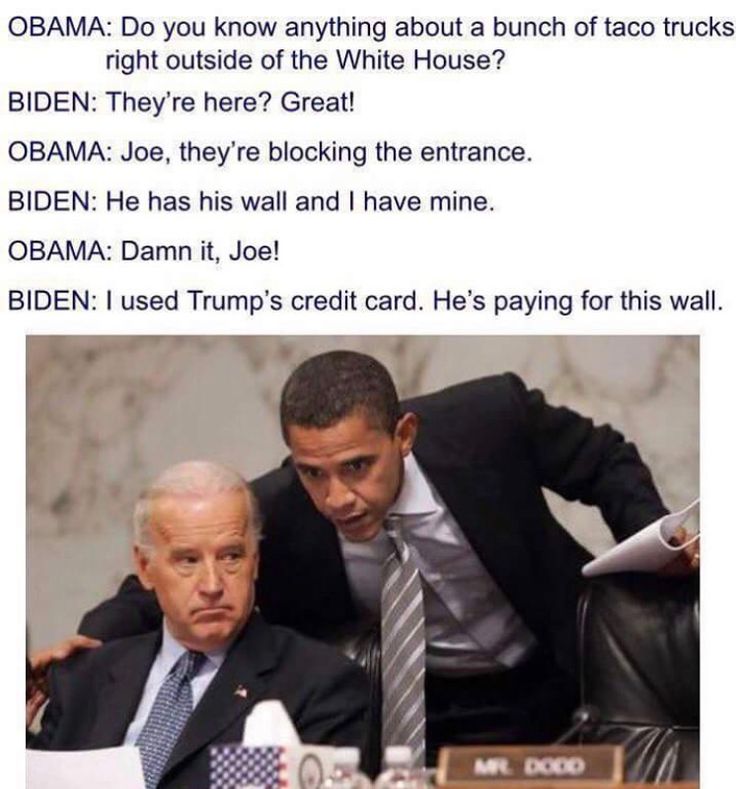 OBAMA: Do you know anything about a bunch of taco trucks
right outside of the White House?
BIDEN: They're here? Great!
OBAMA: Joe, they're blocking the entrance.
BIDEN: He has his wall and I have mine.
OBAMA: Damn it, Joe!
BIDEN: I used Trump's credit card. He's paying for this wall.
MR. DODD